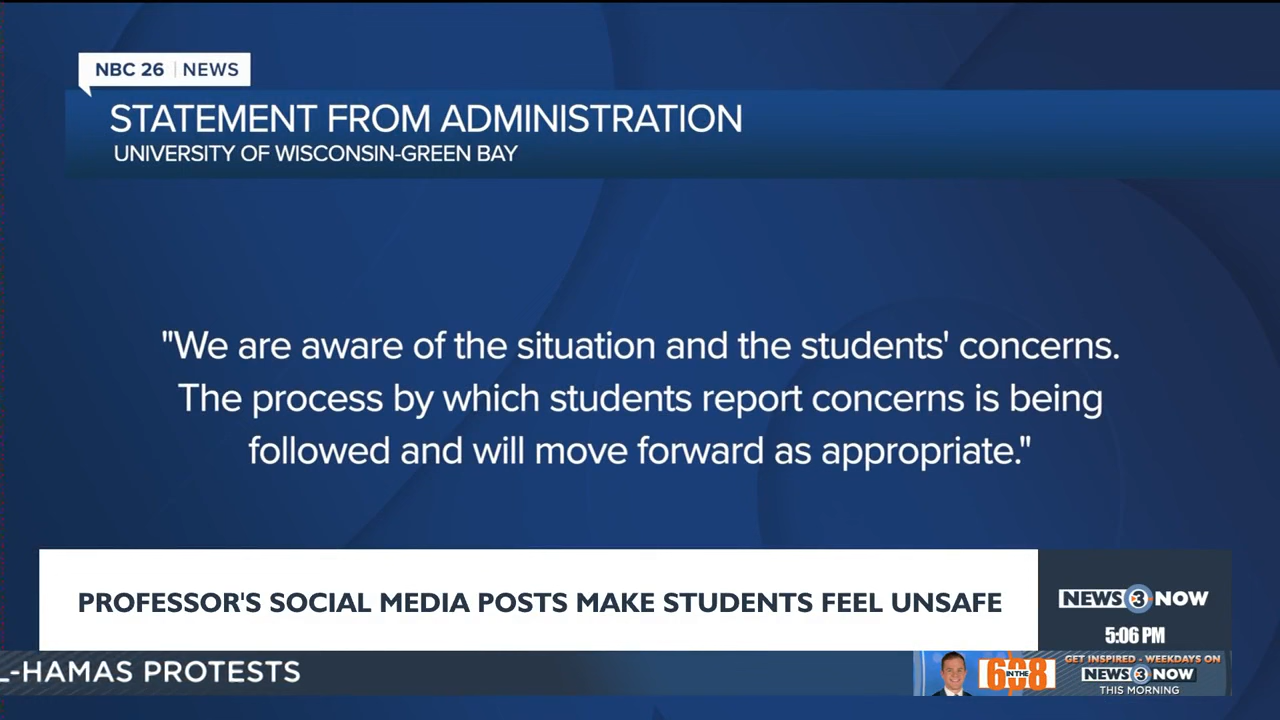 NBC 26 | NEWS
STATEMENT FROM ADMINISTRATION
UNIVERSITY OF WISCONSIN-GREEN BAY
"We are aware of the situation and the students' concerns.
The process by which students report concerns is being
followed and will move forward as appropriate."
PROFESSOR'S SOCIAL MEDIA POSTS MAKE STUDENTS FEEL UNSAFE
NEWS 3 NOW
5:06 PM
L-HAMAS PROTESTS
608
IN THE
GET INSPIRED - WEEKDAYS ON
NEWS 3 NOW
THIS MORNING